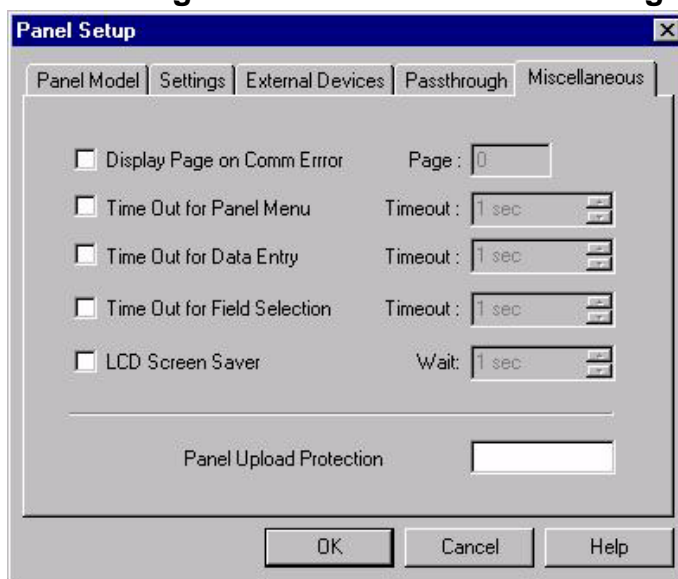 Panel Setup
Panel Model Settings External Devices Passthrough Miscellaneous
Display Page on Comm Errror Page : 0
Time Out for Panel Menu Timeout : 1 sec
Time Out for Data Entry Timeout : 1 sec
Time Out for Field Selection Timeout : 1 sec
LCD Screen Saver Wait: 1 sec
Panel Upload Protection
OK Cancel Help